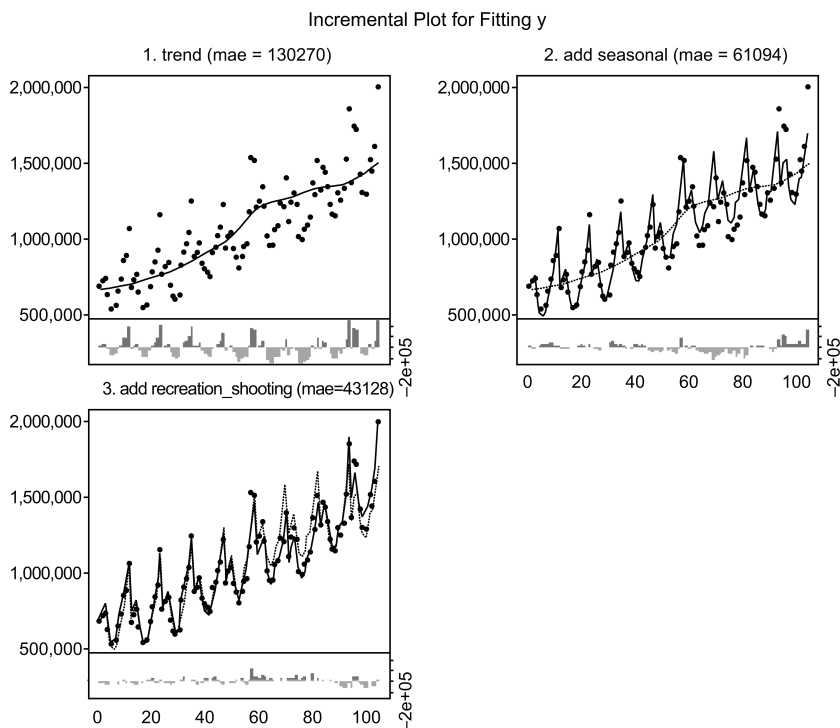 Incremental Plot for Fitting y
1. trend (mae = 130270)
2,000,000
1,500,000
1,000,000
500,000
−2e+05
2. add seasonal (mae = 61094)
2,000,000
1,500,000
1,000,000
500,000
−2e+05
0 20 40 60 80 100
3. add recreation_shooting (mae=43128)
2,000,000
1,500,000
1,000,000
500,000
−2e+05
0 20 40 60 80 100